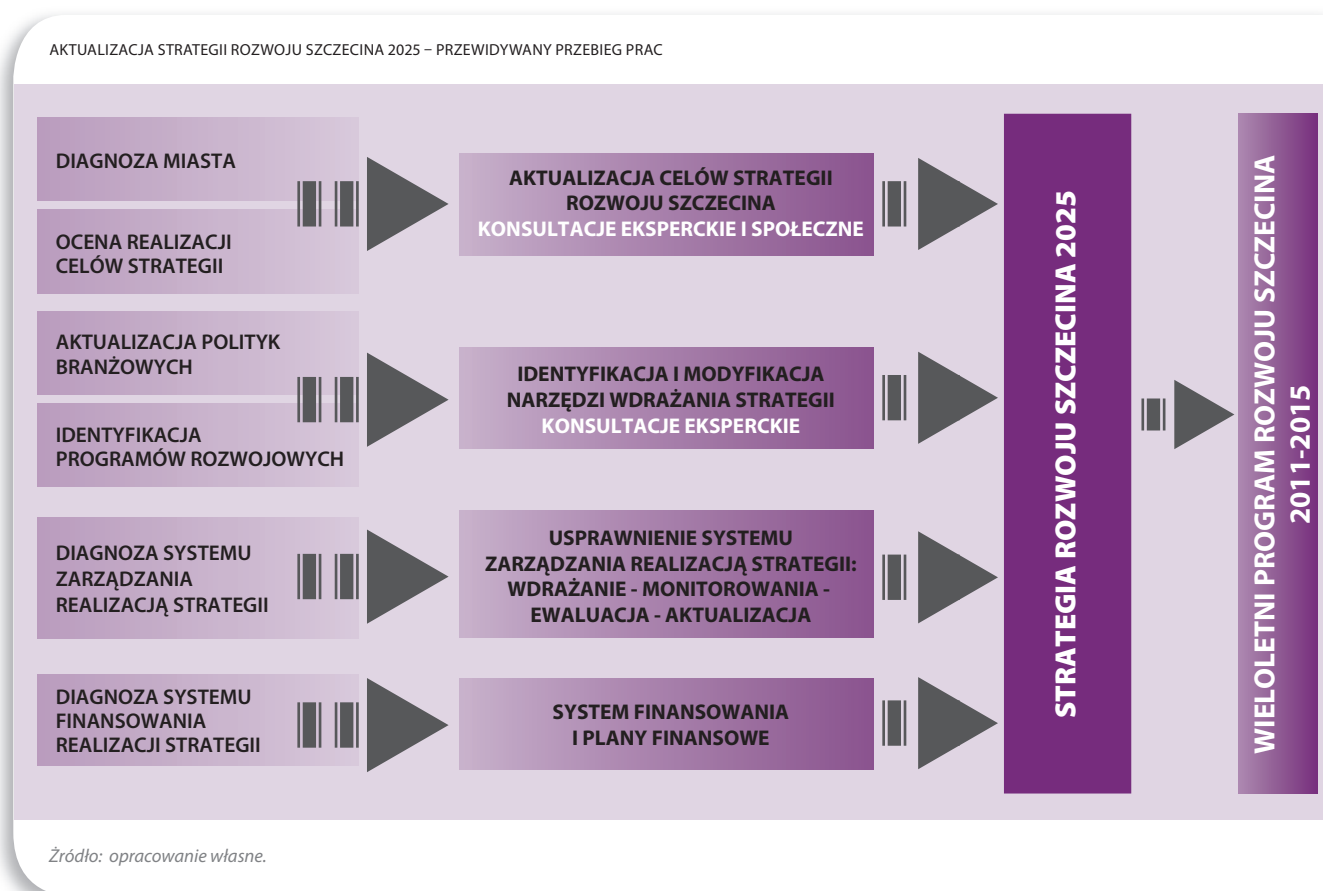 AKTUALIZACJA STRATEGII ROZWOJU SZCZECINA 2025 – PRZEWIDYWANY PRZEBIEG PRAC
DIAGNOZA MIASTA
OCENA REALIZACJI
CELÓW STRATEGII
AKTUALIZACJA CELÓW STRATEGII
ROZWOJU SZCZECINA
KONSULTACJE EKSPERCKIE I SPOŁECZNE
AKTUALIZACJA POLITYK
BRANŻOWYCH
IDENTYFIKACJA
PROGRAMÓW ROZWOJOWYCH
IDENTYFIKACJA I MODYFIKACJA
NARZĘDZI WDRAŻANIA STRATEGII
KONSULTACJE EKSPERCKIE
DIAGNOZA SYSTEMU
ZARZĄDZANIA
REALIZACJĄ STRATEGII
USPRAWNIENIE SYSTEMU
ZARZĄDZANIA REALIZACJĄ STRATEGII:
WDRAŻANIE - MONITOROWANIA -
EWALUACJA - AKTUALIZACJA
DIAGNOZA SYSTEMU
FINANSOWANIA
REALIZACJI STRATEGII
SYSTEM FINANSOWANIA
I PLANY FINANSOWE
STRATEGIA ROZWOJU SZCZECINA 2025
WIELOLETNI PROGRAM ROZWOJU SZCZECINA
2011-2015
Źródło: opracowanie własne.